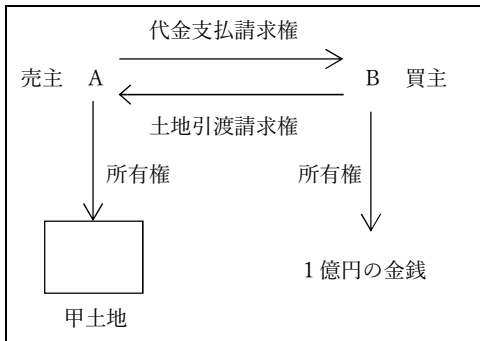 代金支払請求権
売主 A B 買主
土地引渡請求権
所有権 所有権
1億円の金銭
甲土地